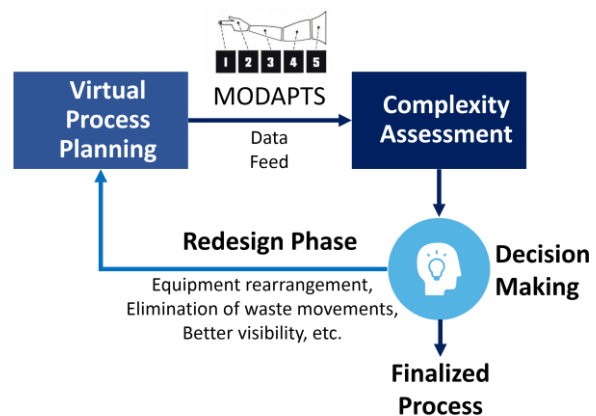 1 2 3 4 5
Virtual
Process
Planning
MODAPTS
Data
Feed
Complexity
Assessment
Redesign Phase
Equipment rearrangement,
Elimination of waste movements,
Better visibility, etc.
Decision
Making
Finalized
Process